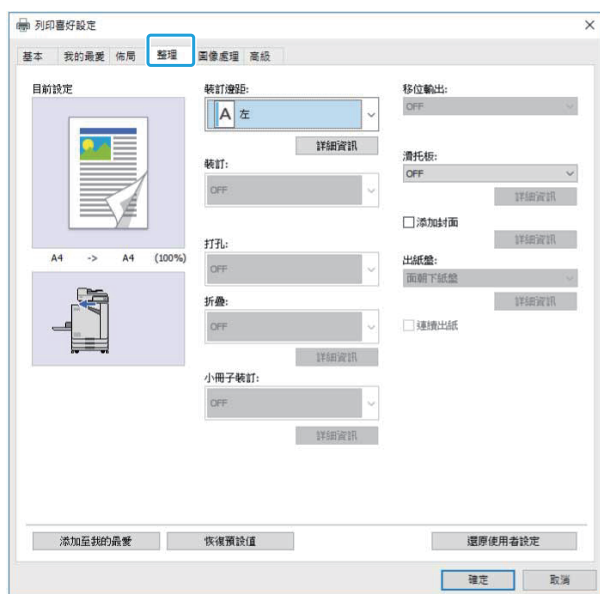 列印喜好設定
基本 我的最愛 佈局 整理 圖像處理 高級
目前設定
A4 -> A4 (100%)
裝訂邊距:
A 左
詳細資訊
裝訂:
OFF
打孔:
OFF
折疊:
OFF
詳細資訊
小冊子裝訂:
OFF
詳細資訊
移位輸出:
OFF
滑托板:
OFF
詳細資訊
添加封面
詳細資訊
出紙盤:
面朝下紙盤
詳細資訊
連續出紙
添加至我的最愛 恢復預設值 還原使用者設定
確定 取消